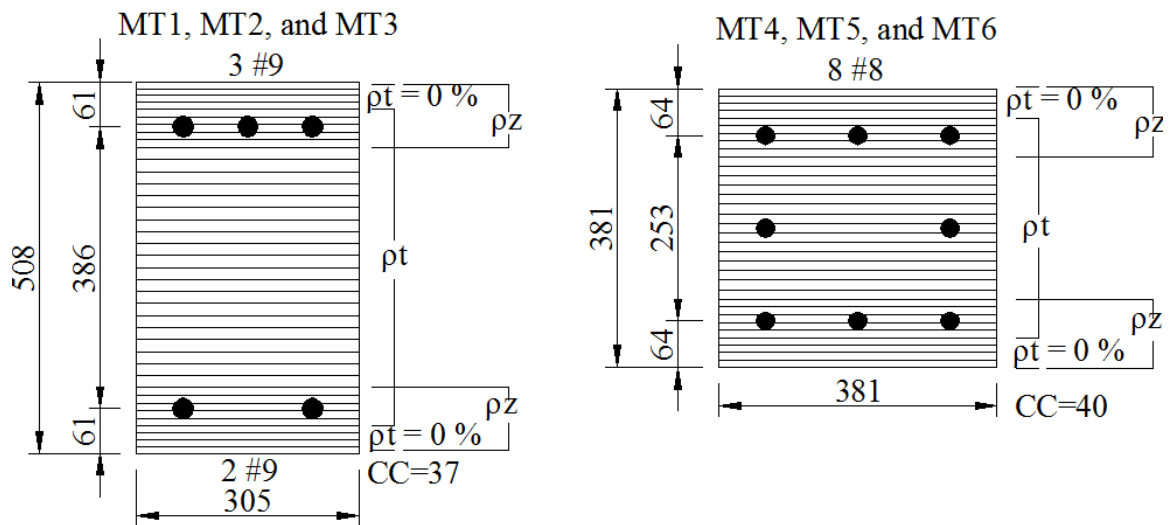 MT1, MT2, and MT3
3 #9
61
ρt = 0 %
ρz
508
386
ρt
ρz
61
ρt = 0 %
2 #9
CC=37
305
MT4, MT5, and MT6
8 #8
64
ρt = 0 %
ρz
381
253
ρt
ρz
64
ρt = 0 %
381
CC=40